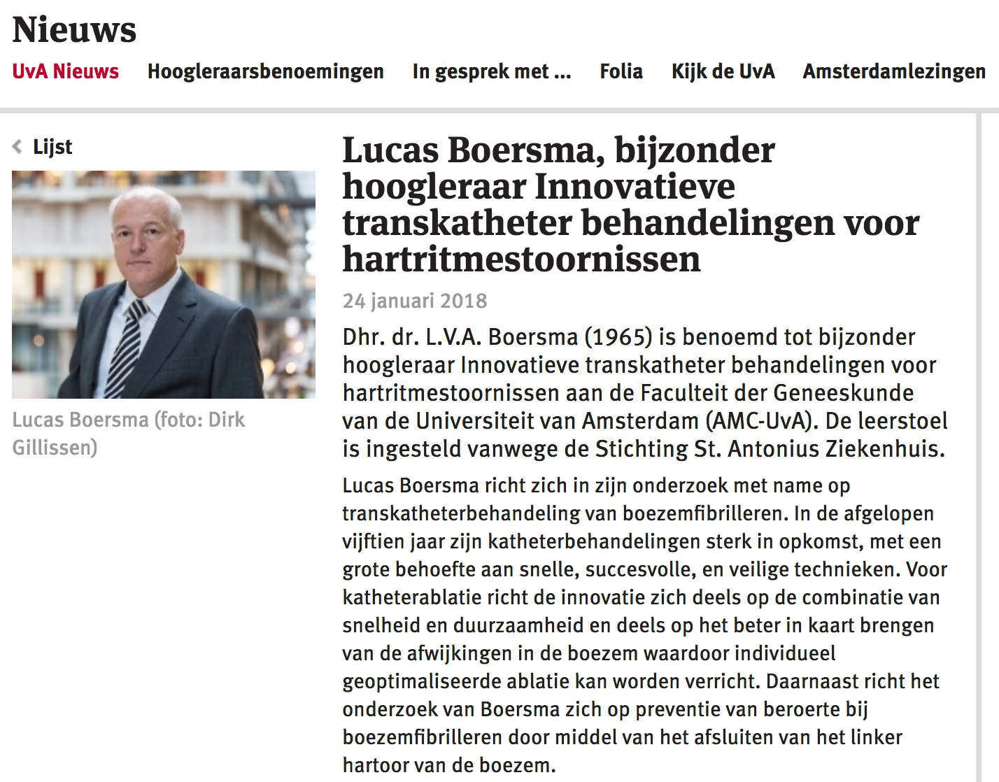 Nieuws
UvA Nieuws Hoogleraarsbenoemingen In gesprek met ... Folia Kijk de UvA Amsterdamlezingen
Lijst
Lucas Boersma (foto: Dirk
Gillissen)
Lucas Boersma, bijzonder
hoogleraar Innovatieve
transkatheter behandelingen voor
hartritmestoornissen
24 januari 2018
Dhr. dr. L.V.A. Boersma (1965) is benoemd tot bijzonder
hoogleraar Innovatieve transkatheter behandelingen voor
hartritmestoornissen aan de Faculteit der Geneeskunde
van de Universiteit van Amsterdam (AMC-UvA). De leerstoel
is ingesteld vanwege de Stichting St. Antonius Ziekenhuis.
Lucas Boersma richt zich in zijn onderzoek met name op
transkatheterbehandeling van boezemfibrilleren. In de afgelopen
vijftien jaar zijn katheterbehandelingen sterk in opkomst, met een
grote behoefte aan snelle, succesvolle, en veilige technieken. Voor
katheterablatie richt de innovatie zich deels op de combinatie van
snelheid en duurzaamheid en deels op het beter in kaart brengen
van de afwijkingen in de boezem waardoor individueel
geoptimaliseerde ablatie kan worden verricht. Daarnaast richt het
onderzoek van Boersma zich op preventie van beroerte bij
boezemfibrilleren door middel van het afsluiten van het linker
hartoor van de boezem.